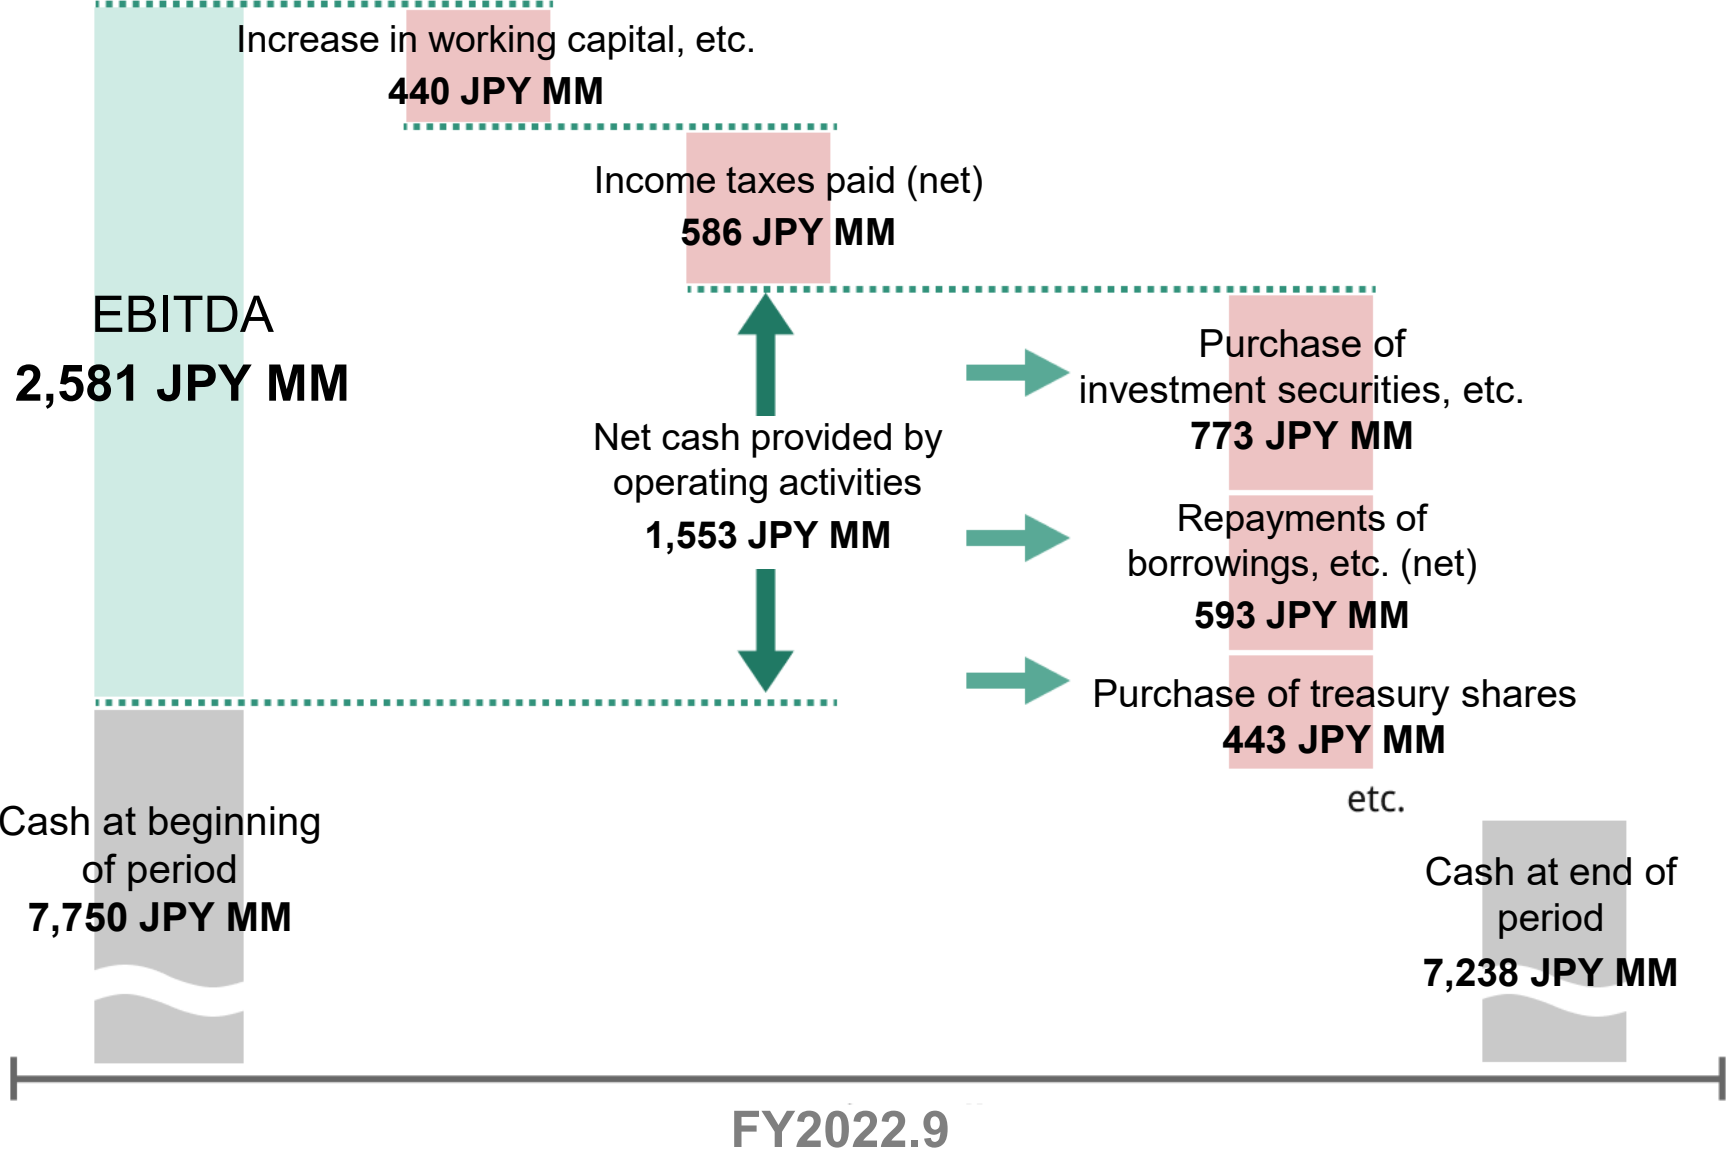 Increase in working capital, etc.
440 JPY MM
Income taxes paid (net)
586 JPY MM
EBITDA
2,581 JPY MM
Net cash provided by
operating activities
1,553 JPY MM
Purchase of
investment securities, etc.
773 JPY MM
Repayments of
borrowings, etc. (net)
593 JPY MM
Purchase of treasury shares
443 JPY MM
etc.
Cash at beginning
of period
7,750 JPY MM
Cash at end of
period
7,238 JPY MM
FY2022.9